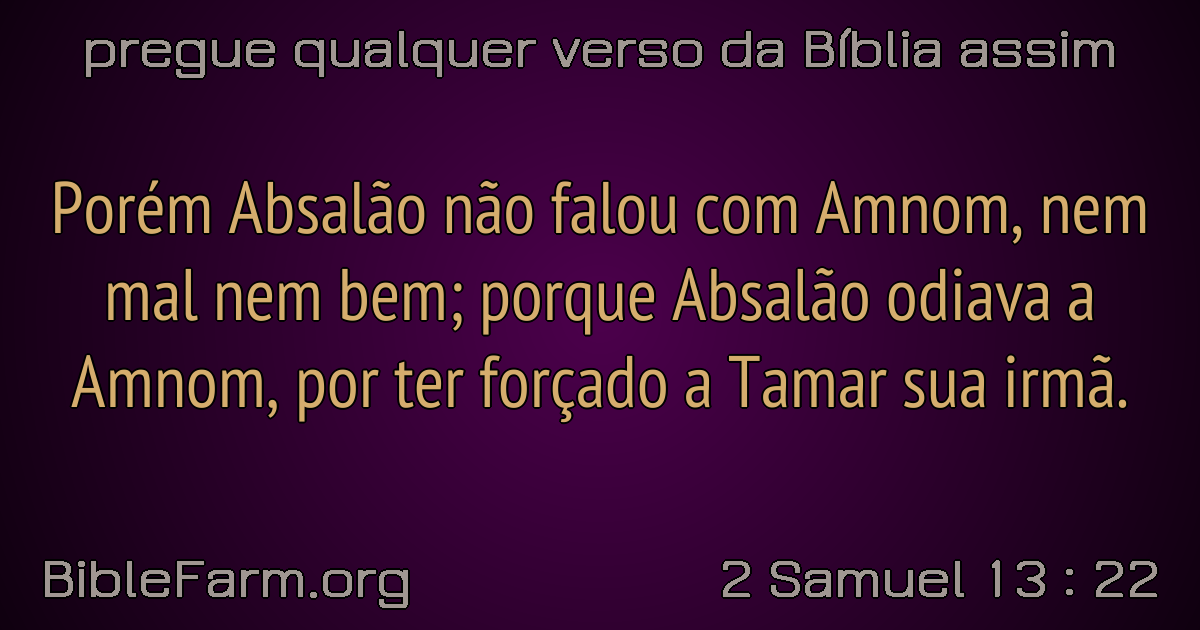 pregue qualquer verso da Bíblia assim
Porém Absalão não falou com Amnom, nem
mal nem bem; porque Absalão odiava a
Amnom, por ter forçado a Tamar sua irmã.
BibleFarm.org
2 Samuel 13 : 22